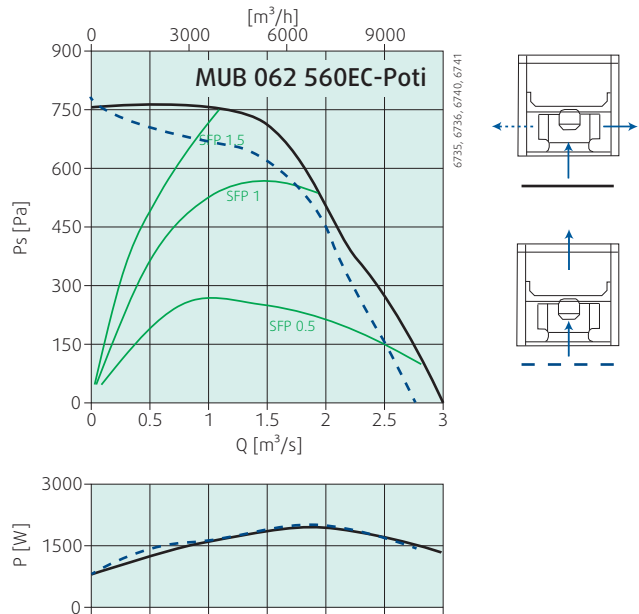 [m³/h]
0 3000 6000 9000
MUB 062 560EC-Poti
6735, 6736, 6740, 6741
Ps [Pa]
900
750
600
450
300
150
0
SFP 1.5
SFP 1
SFP 0.5
0 0.5 1 1.5 2 2.5 3
Q [m³/s]
P [W]
3000
1500
0